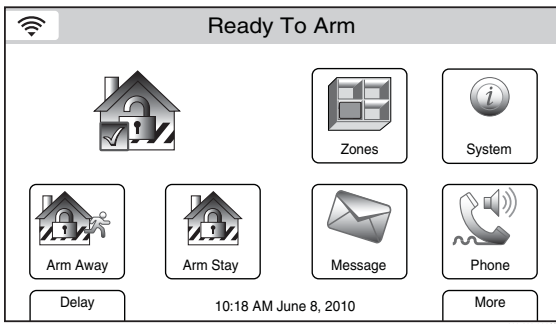 Ready To Arm
Zones
System
Arm Away
Arm Stay
Message
Phone
Delay
10:18 AM June 8, 2010
More